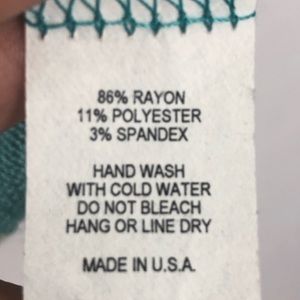 86% RAYON
11% POLYESTER
3% SPANDEX
HAND WASH
WITH COLD WATER
DO NOT BLEACH
HANG OR LINE DRY
MADE IN U.S.A.